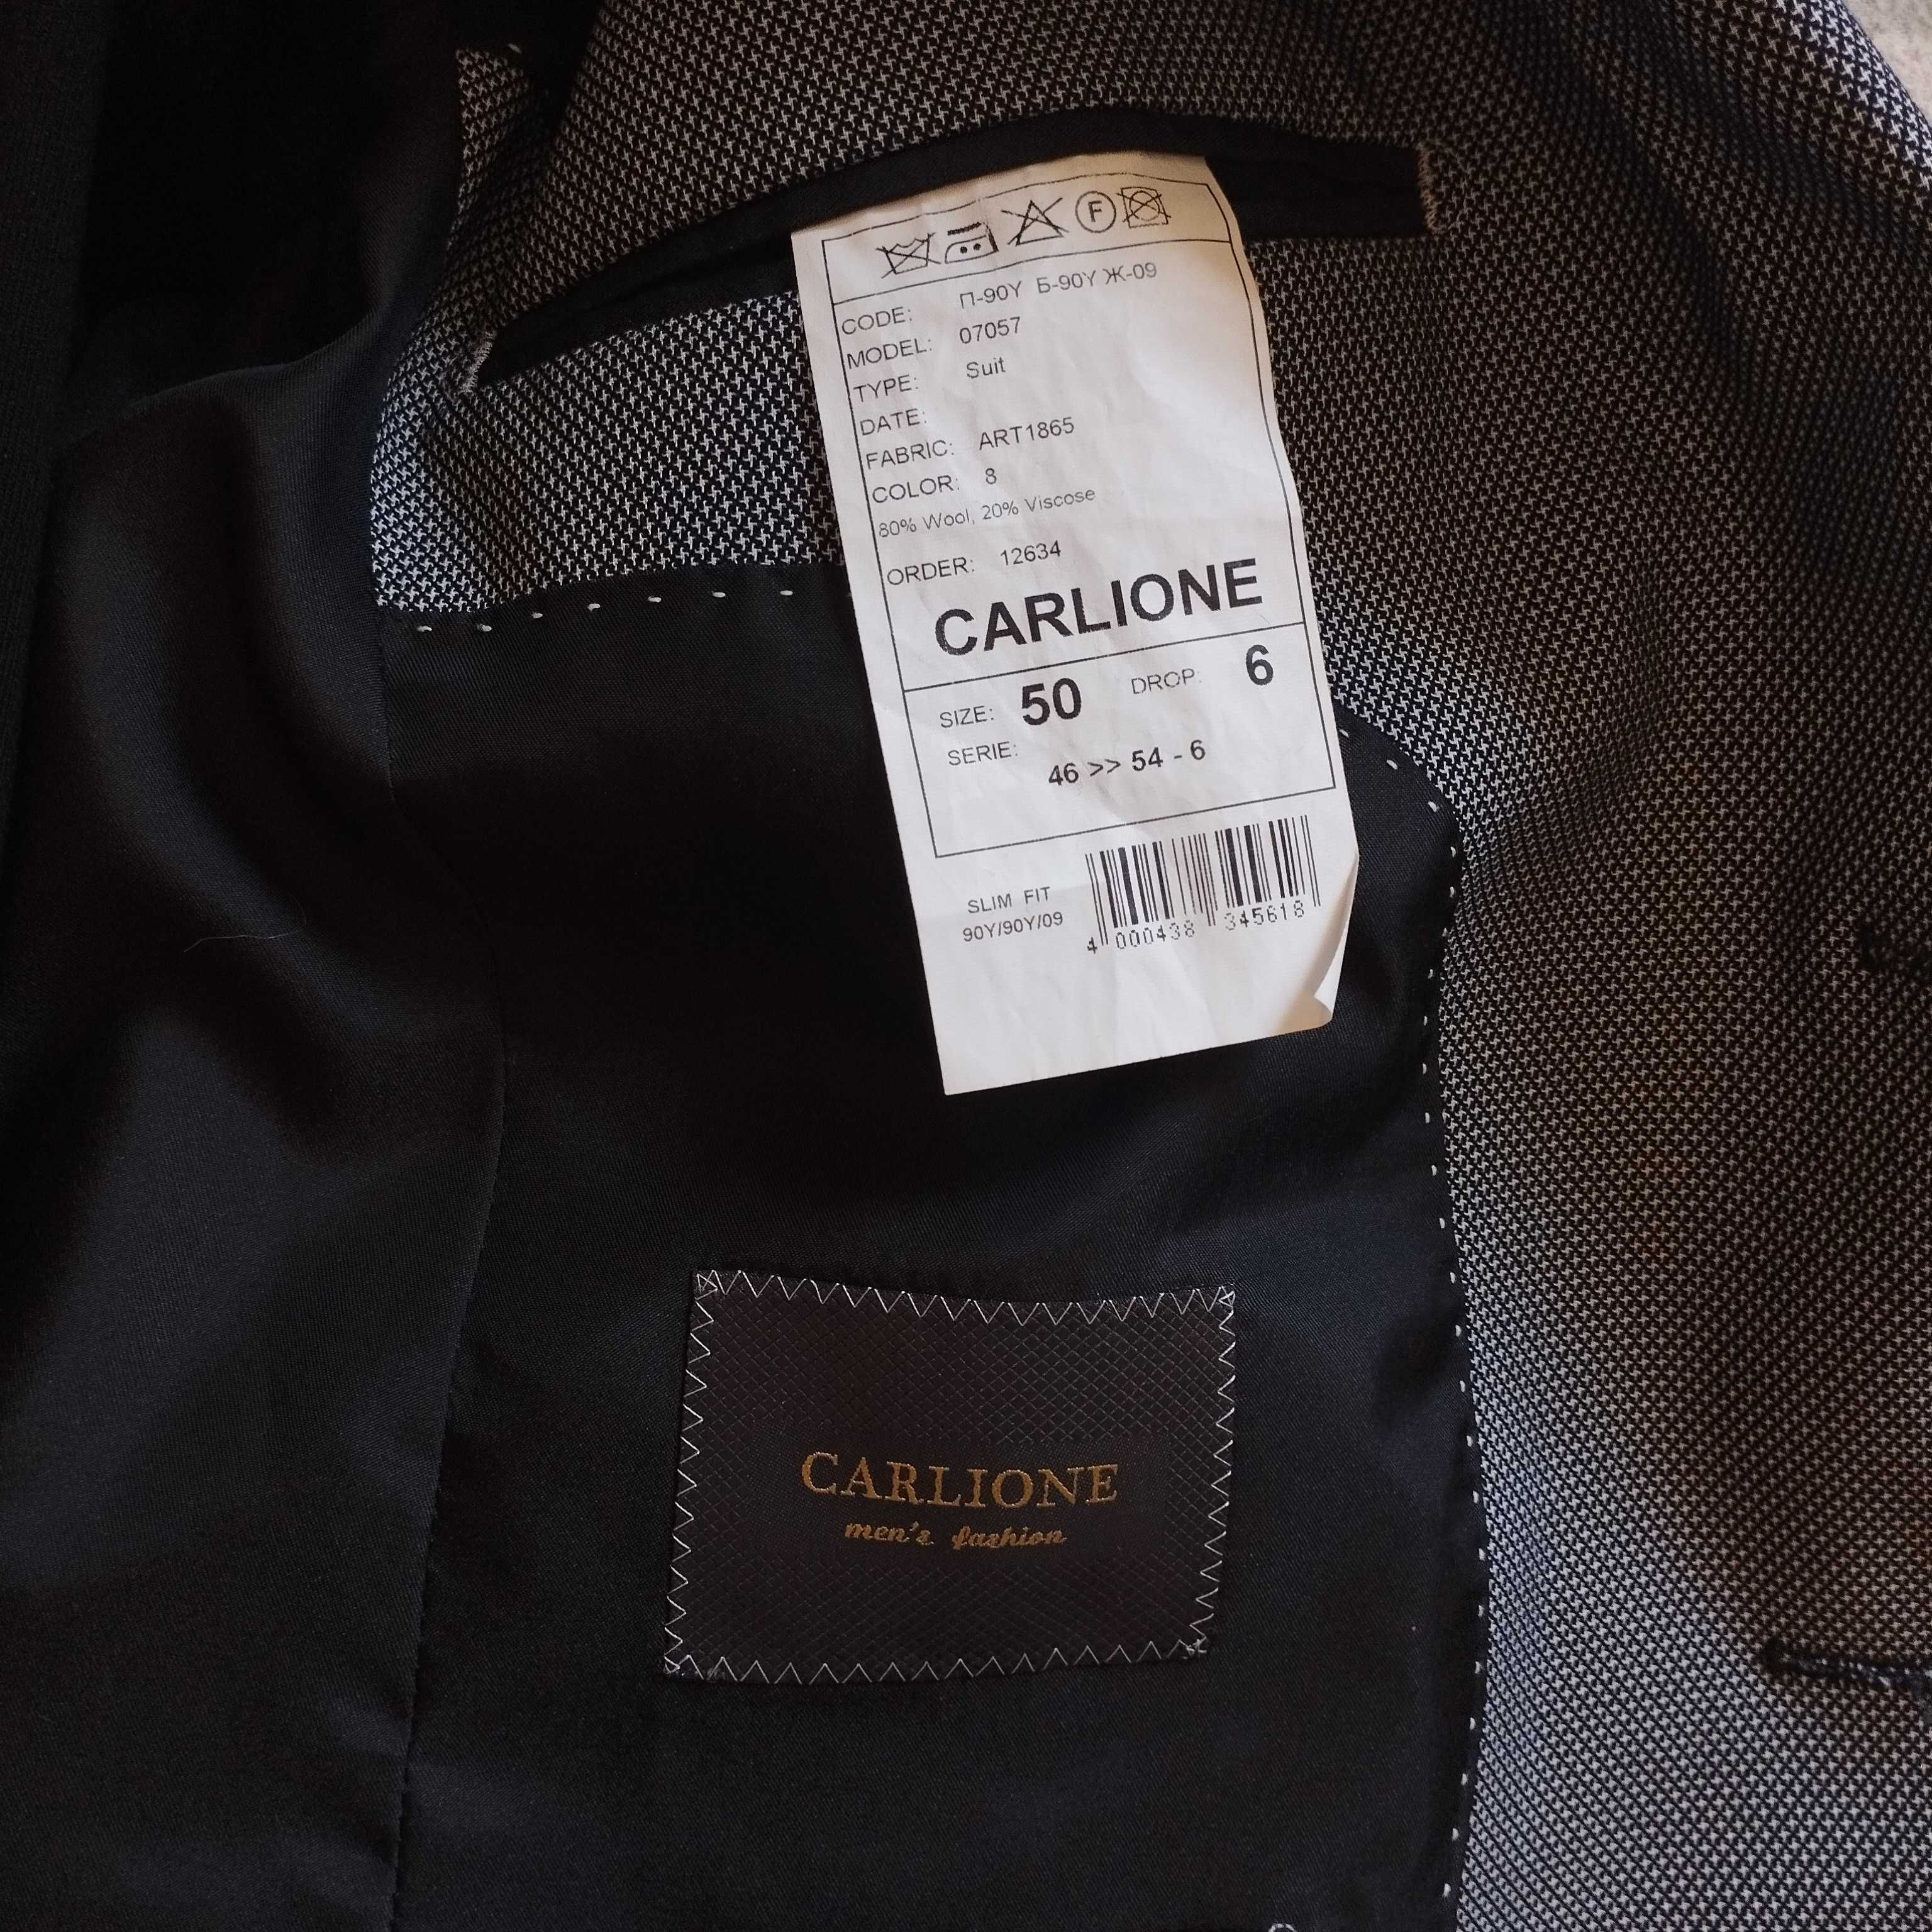 F
CODE: П-90Y Б-90Y Ж-09
MODEL: 07057
TYPE: Suit
DATE:
FABRIC: ART1865
COLOR: 8
80% Wool, 20% Viscose
ORDER: 12634
CARLIONE
SIZE: 50 DROP: 6
SERIE:
46 >> 54 - 6
SLIM FIT
90Y/90Y/09
4 000438 345618
CARLIONE
men's fashion